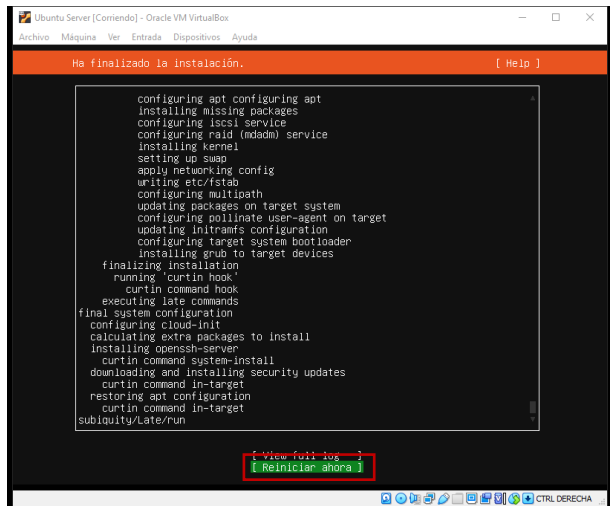 Ubuntu Server [Corriendo] - Oracle VM VirtualBox
Archivo Máquina Ver Entrada Dispositivos Ayuda
Ha finalizado la instalación. [ Help ]
configuring apt configuring apt
installing missing packages
configuring iscsi service
configuring raid (mdadm) service
installing kernel
setting up swap
apply networking config
writing etc/fstab
configuring multipath
updating packages on target system
configuring pollinate user-agent on target
updating initramfs configuration
configuring target system bootloader
installing grub to target devices
finalizing installation
running 'curtin hook'
curtin command hook
executing late commands
final system configuration
configuring cloud-init
calculating extra packages to install
installing openssh-server
curtin command system-install
downloading and installing security updates
curtin command in-target
restoring apt configuration
curtin command in-target
subiquity/Late/run
[ View full log ]
[ Reiniciar ahora ]
CTRL DERECHA